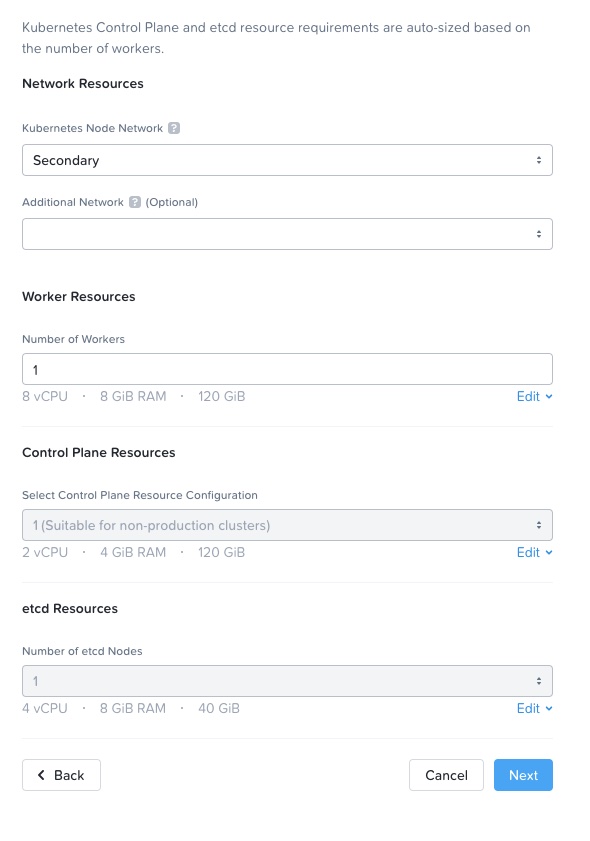 Kubernetes Control Plane and etcd resource requirements are auto-sized based on
the number of workers.
Network Resources
Kubernetes Node Network ?
Secondary
Additional Network ? (Optional)
Worker Resources
Number of Workers
1
8 vCPU · 8 GiB RAM · 120 GiB Edit
Control Plane Resources
Select Control Plane Resource Configuration
1 (Suitable for non-production clusters)
2 vCPU · 4 GiB RAM · 120 GiB Edit
etcd Resources
Number of etcd Nodes
1
4 vCPU · 8 GiB RAM · 40 GiB Edit
Back Cancel Next